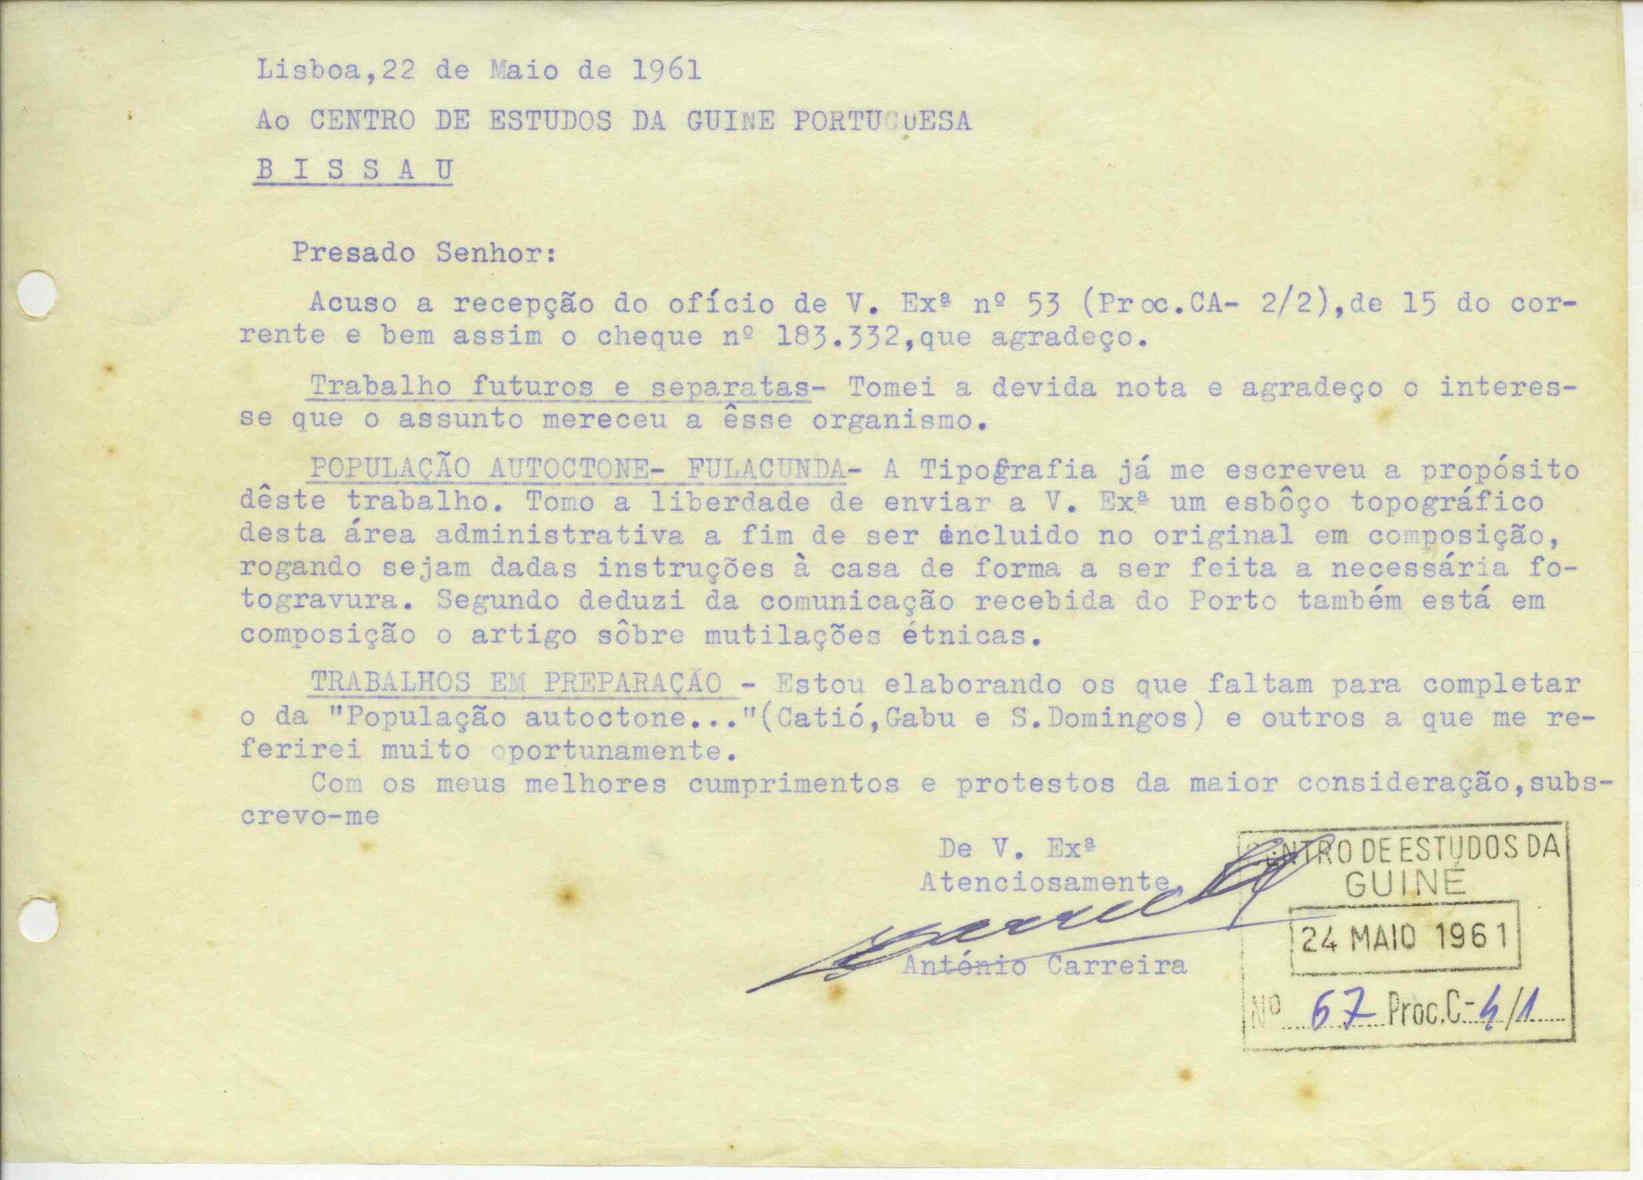 Lisboa,22 de Maio de 1961
Ao CENTRO DE ESTUDOS DA GUINE PORTUGUESA
B I S S A U
Presado Senhor:
Acuso a recepção do ofício de V. Exª nº 53 (Proc.CA- 2/2),de 15 do cor-
rente e bem assim o cheque nº 183.332,que agradeço.
Trabalho futuros e separatas- Tomei a devida nota e agradeço o interes-
se que o assunto mereceu a êsse organismo.
POPULAÇÃO AUTOCTONE- FULACUNDA- A Tipografia já me escreveu a propósito
dêste trabalho. Tomo a liberdade de enviar a V. Exª um esbôço topográfico
desta área administrativa a fim de ser incluido no original em composição,
rogando sejam dadas instruções à casa de forma a ser feita a necessária fo-
togravura. Segundo deduzi da comunicação recebida do Porto também está em
composição o artigo sôbre mutilações étnicas.
TRABALHOS EM PREPARAÇÃO - Estou elaborando os que faltam para completar
o da "População autoctone..."(Catió,Gabu e S.Domingos) e outros a que me re-
ferirei muito oportunamente.
Com os meus melhores cumprimentos e protestos da maior consideração,subs-
crevo-me
De V. Exª
Atenciosamente
António Carreira
CENTRO DE ESTUDOS DA
GUINÉ
24 MAIO 1961
Nº 67 Proc.C-4/1